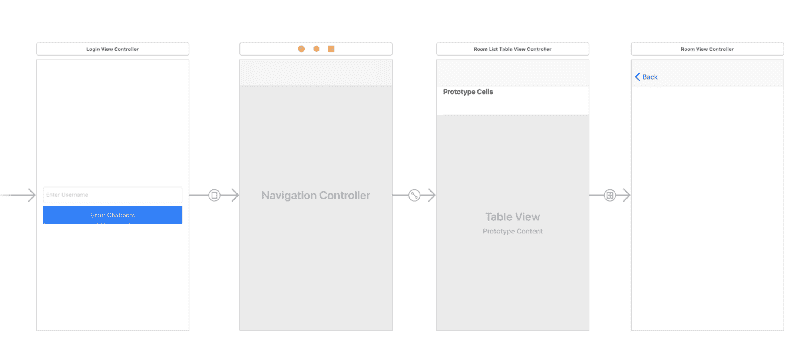 Login View Controller
Enter Username
Enter Chatroom
Navigation Controller
Room List Table View Controller
Prototype Cells
Table View
Prototype Content
Room View Controller
Back